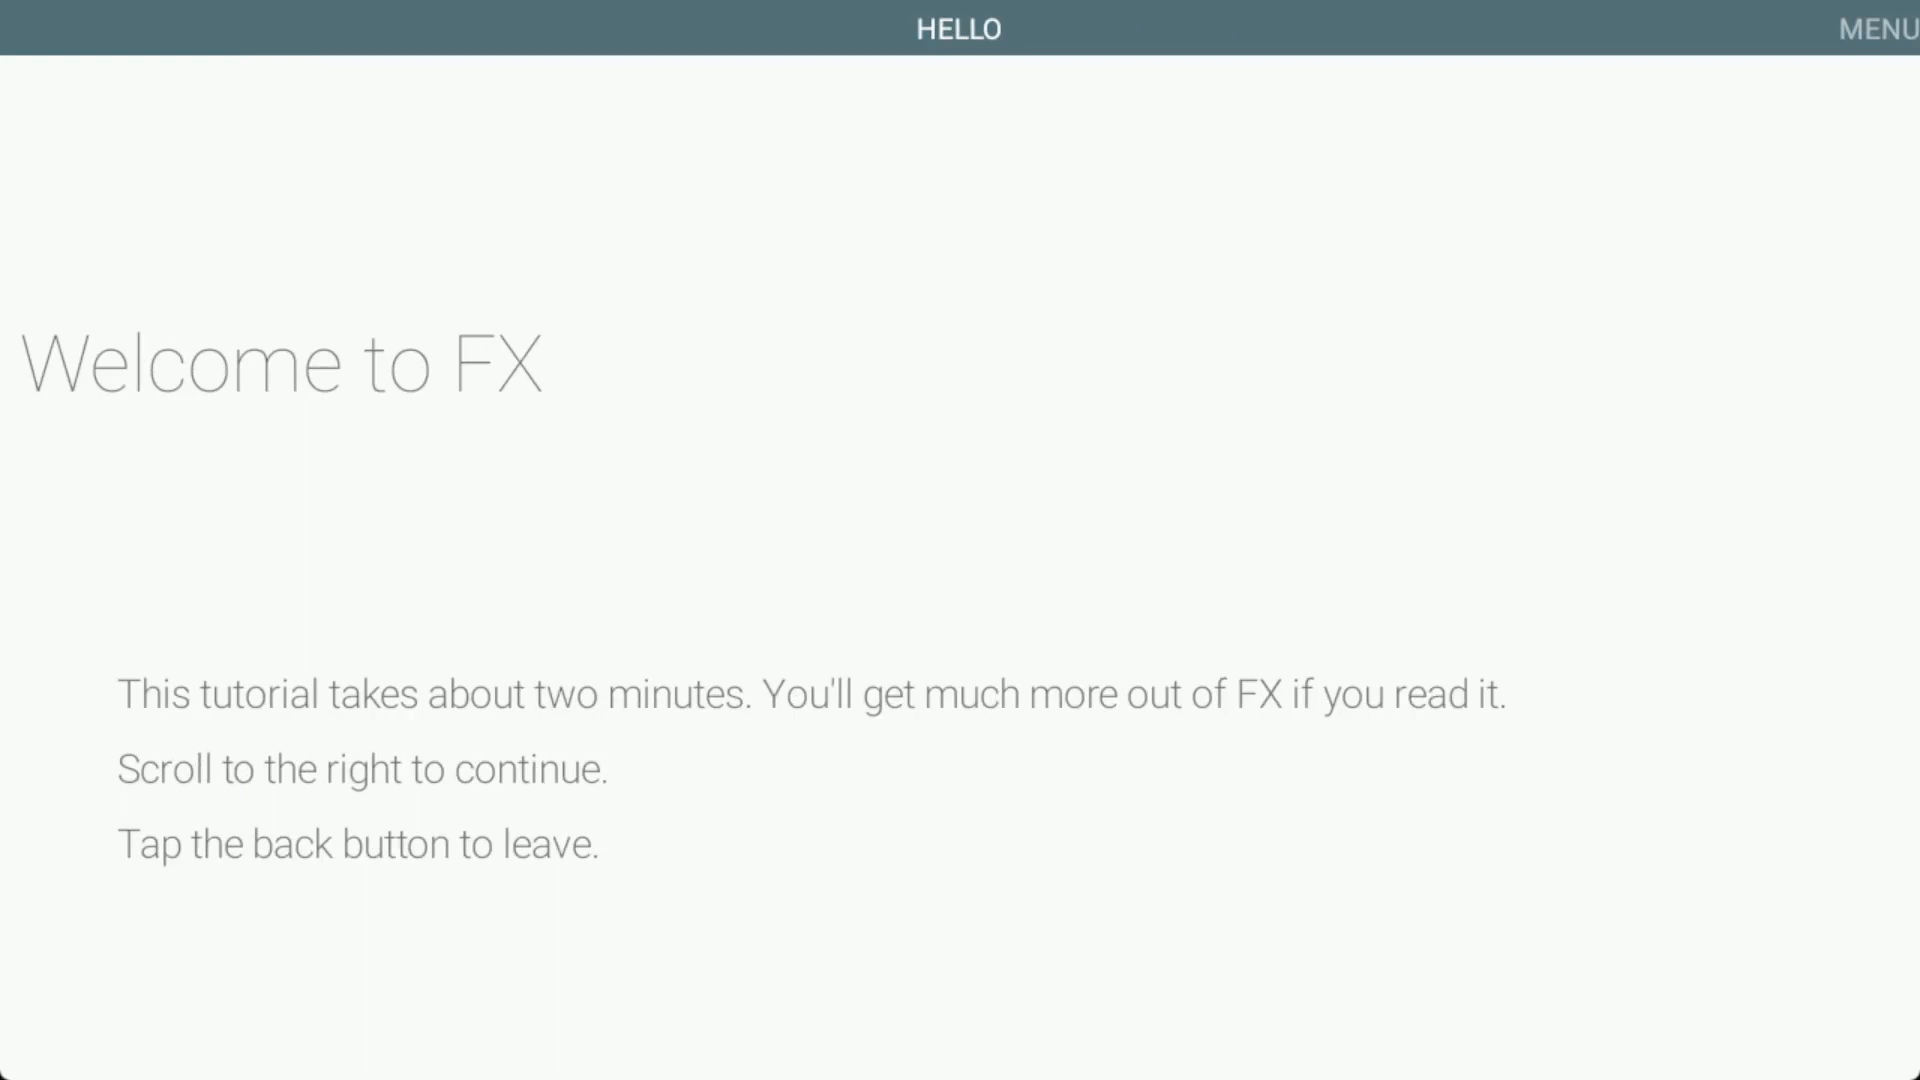 HELLO
MENU
Welcome to FX
This tutorial takes about two minutes. You'll get much more out of FX if you read it.
Scroll to the right to continue.
Tap the back button to leave.